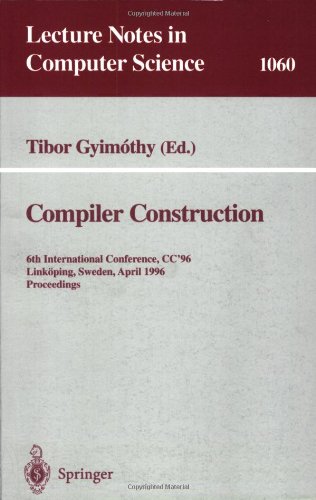 Lecture Notes in
Computer Science 1060
Tibor Gyimóthy (Ed.)
Compiler Construction
6th International Conference, CC'96
Linköping, Sweden, April 1996
Proceedings
Springer